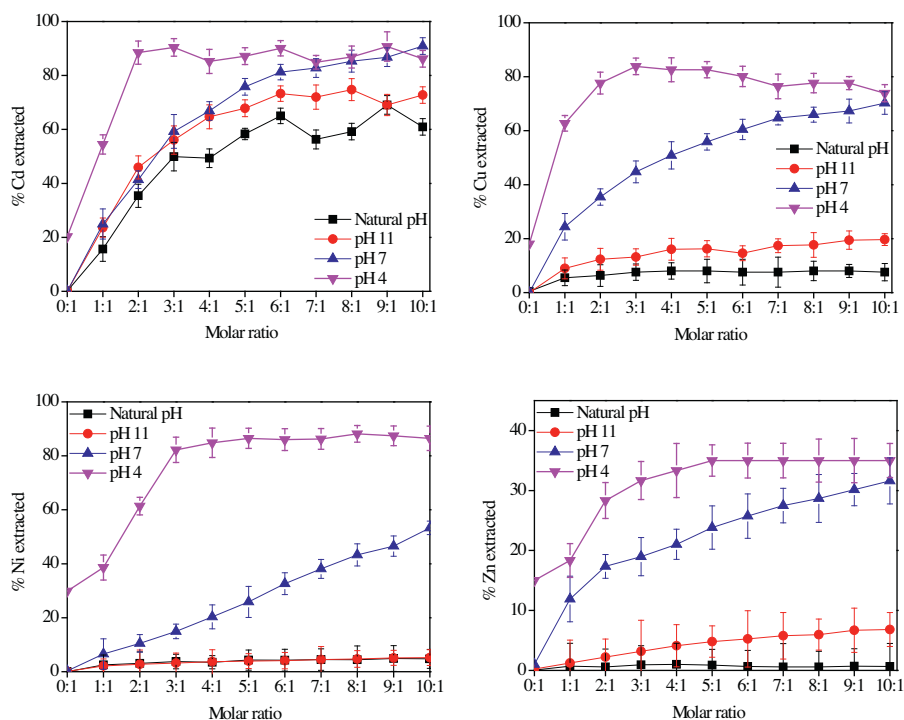 % Cd extracted
100
80
60
40
20
0
Natural pH
pH 11
pH 7
pH 4
0:1 1:1 2:1 3:1 4:1 5:1 6:1 7:1 8:1 9:1 10:1
Molar ratio
% Cu extracted
100
80
60
40
20
0
Natural pH
pH 11
pH 7
pH 4
0:1 1:1 2:1 3:1 4:1 5:1 6:1 7:1 8:1 9:1 10:1
Molar ratio
% Ni extracted
100
80
60
40
20
0
Natural pH
pH 11
pH 7
pH 4
0:1 1:1 2:1 3:1 4:1 5:1 6:1 7:1 8:1 9:1 10:1
Molar ratio
% Zn extracted
40
30
20
10
0
Natural pH
pH 11
pH 7
pH 4
0:1 1:1 2:1 3:1 4:1 5:1 6:1 7:1 8:1 9:1 10:1
Molar ratio